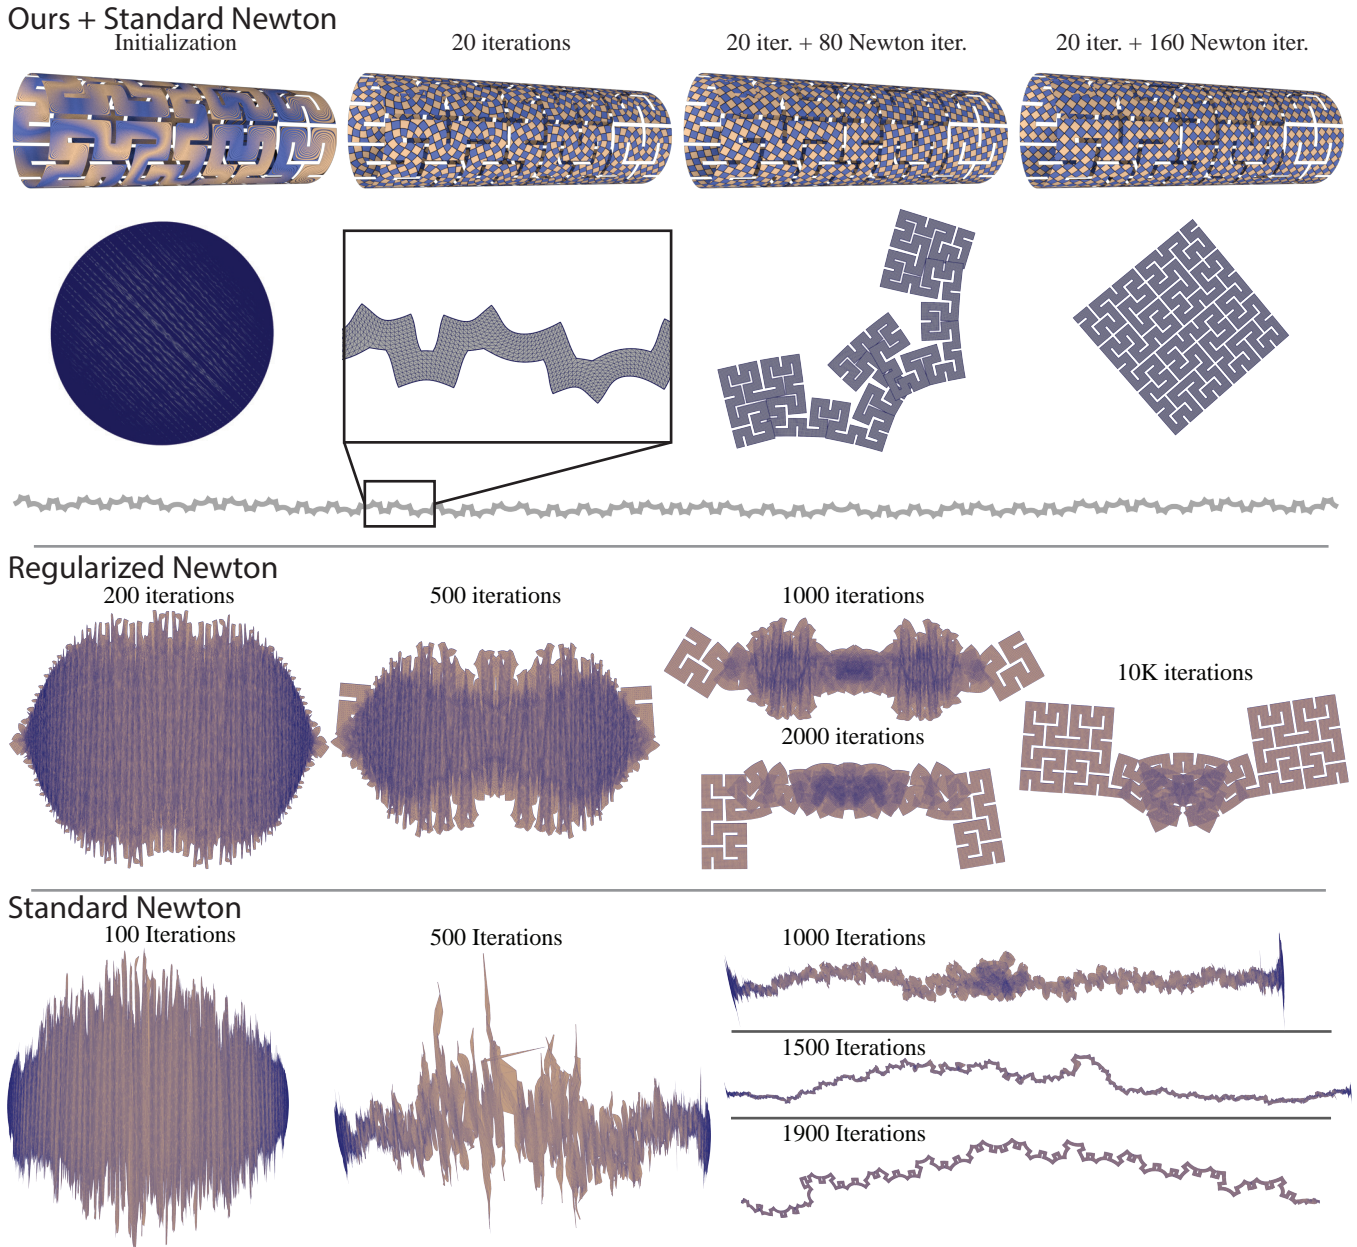 Ours + Standard Newton
Initialization
20 iterations
20 iter. + 80 Newton iter.
20 iter. + 160 Newton iter.
Regularized Newton
200 iterations
500 iterations
1000 iterations
2000 iterations
10K iterations
Standard Newton
100 Iterations
500 Iterations
1000 Iterations
1500 Iterations
1900 Iterations